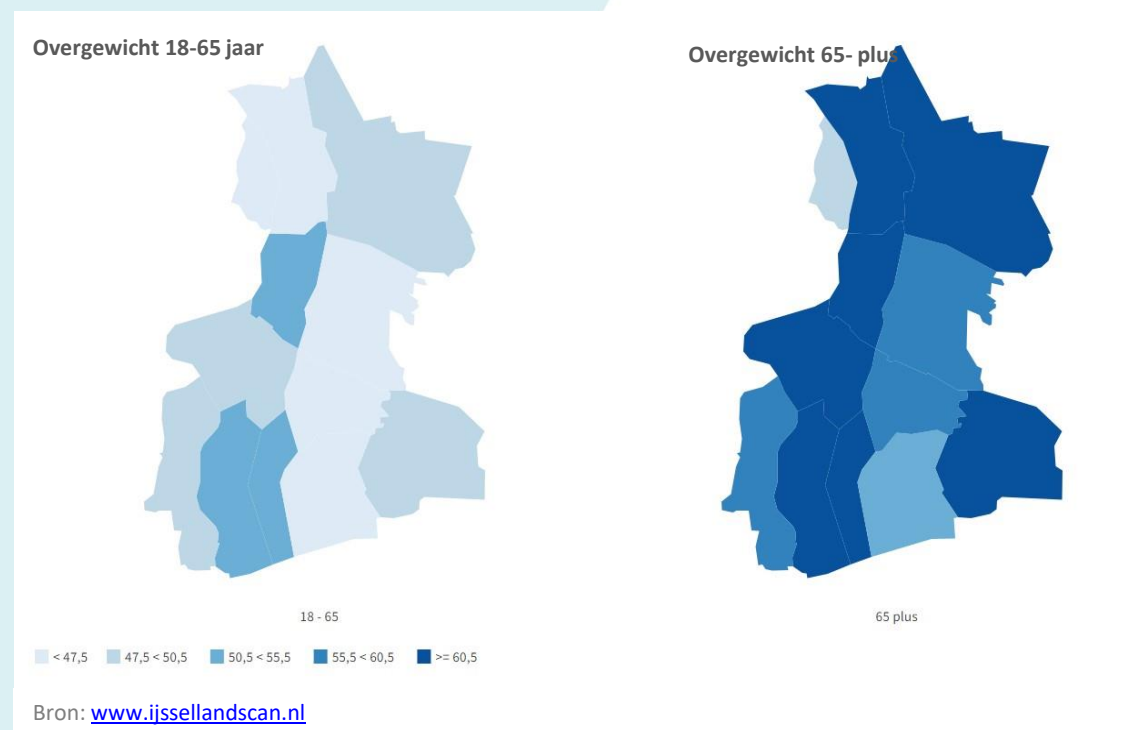 Overgewicht 18-65 jaar
Overgewicht 65- plus
18 - 65
65 plus
< 47,5
47,5 < 50,5
50,5 < 55,5
55,5 < 60,5
>= 60,5
Bron: www.ijssellandscan.nl